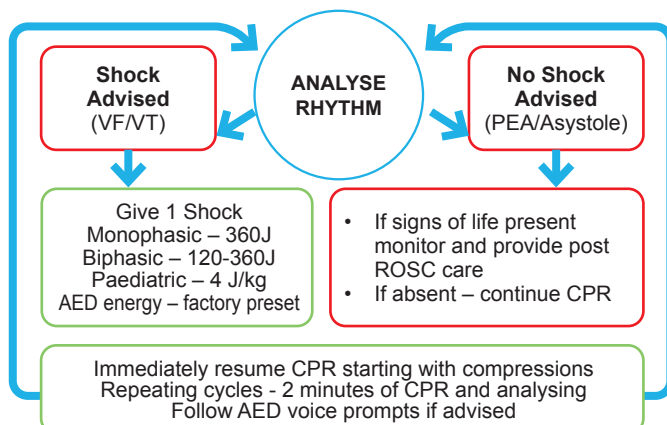 ANALYSE
RHYTHM
Shock
Advised
(VF/VT)
No Shock
Advised
(PEA/Asystole)
Give 1 Shock
Monophasic – 360J
Biphasic – 120-360J
Paediatric – 4 J/kg
AED energy – factory preset
• If signs of life present
monitor and provide post
ROSC care
• If absent – continue CPR
Immediately resume CPR starting with compressions
Repeating cycles - 2 minutes of CPR and analysing
Follow AED voice prompts if advised